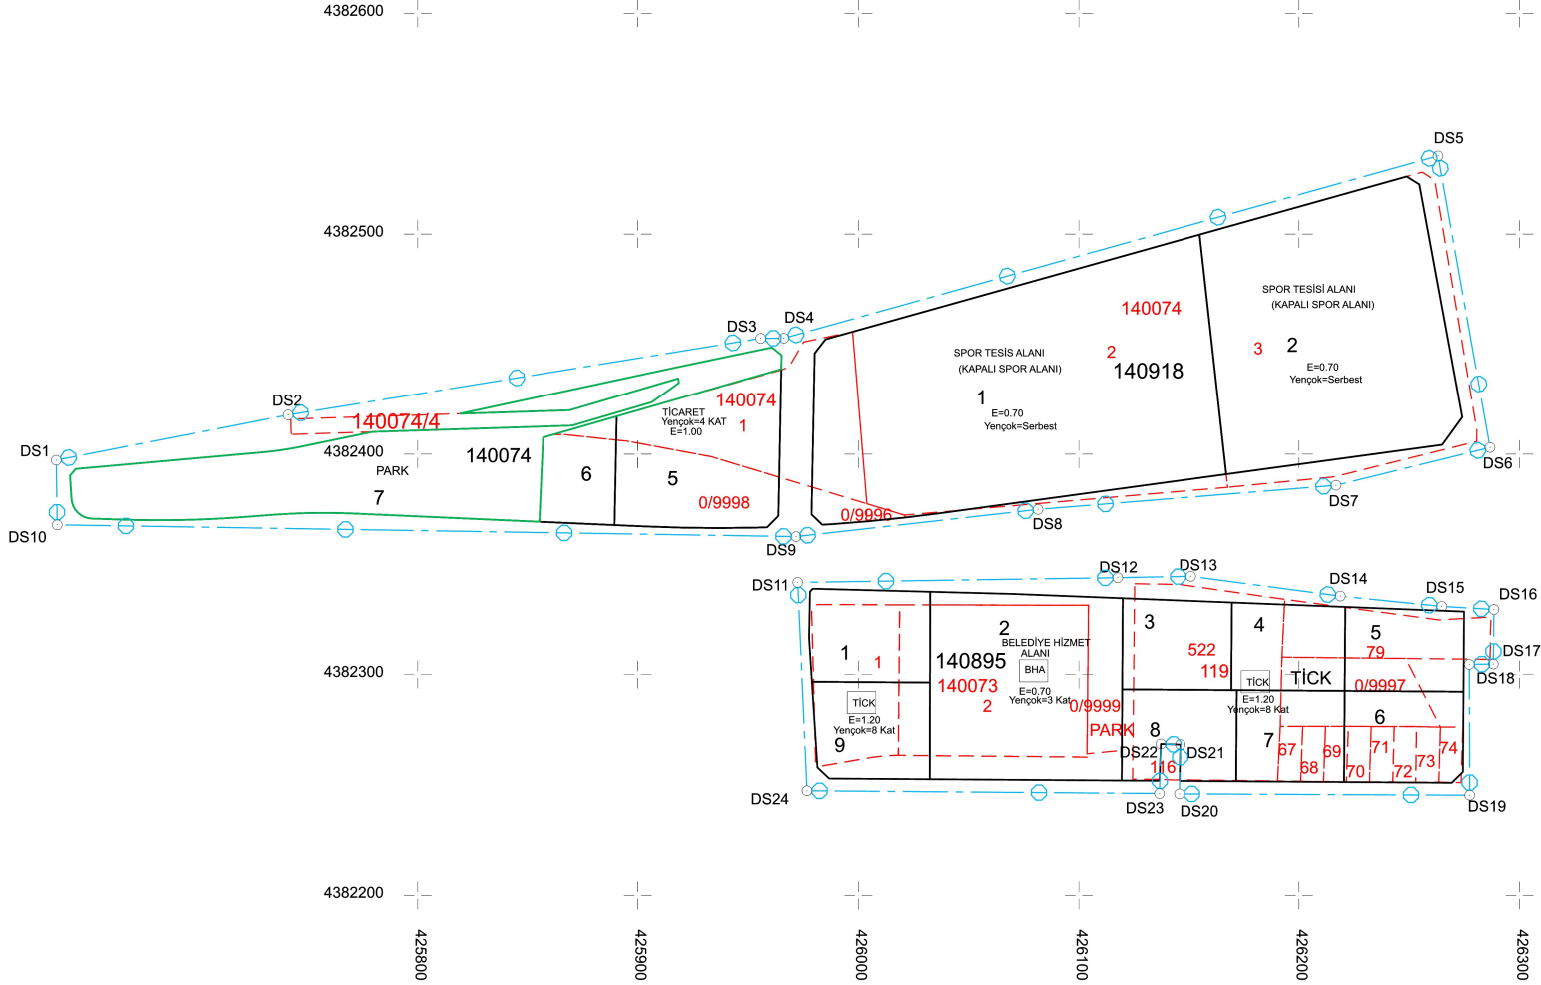 4382600
DS5
4382500
SPOR TESİSİ ALANI
(KAPALI SPOR ALANI)
140074
DS3
DS4
2
3
2
SPOR TESİS ALANI
(KAPALI SPOR ALANI)
140918
E=0.70
Yençok=Serbest
1
E=0.70
Yençok=Serbest
DS2
140074
TİCARET
Yençok=4 KAT
E=1.00
1
140074/4
DS1
4382400
140074
PARK
7
6
5
0/9998
0/9996
DS6
DS7
DS8
DS10
DS9
DS11
DS12
DS13
DS14
DS15
DS16
1
1
2
BELEDİYE HİZMET
ALANI
140895
BHA
140073
E=0.70
Yençok=3 Kat
2
0/9999
PARK
3
4
5
522
119
79
DS17
DS18
TİCK
TİCK
0/9997
E=1.20
Yençok=8 Kat
4382300
TİCK
E=1.20
Yençok=8 Kat
9
8
7
6
DS22
DS21
116
67
68
69
70
71
72
73
74
DS24
DS23
DS20
DS19
4382200
425800
425900
426000
426100
426200
426300